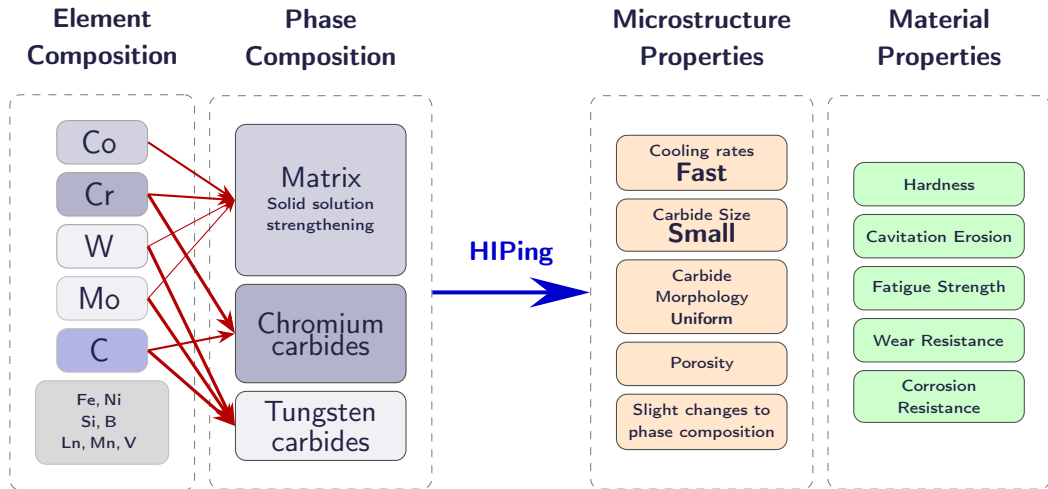 Element
Composition
Phase
Composition
Microstructure
Properties
Material
Properties
Co
Cr
W
Mo
C
Fe, Ni
Si, B
Ln, Mn, V
Matrix
Solid solution
strengthening
Chromium
carbides
Tungsten
carbides
HIPing
Cooling rates
Fast
Carbide Size
Small
Carbide
Morphology
Uniform
Porosity
Slight changes to
phase composition
Hardness
Cavitation Erosion
Fatigue Strength
Wear Resistance
Corrosion
Resistance